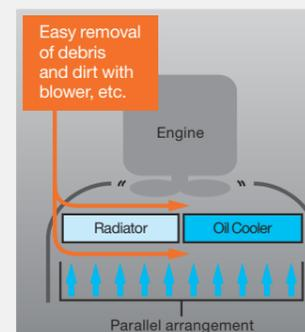 Easy removal
of debris
and dirt with
blower, etc.
Engine
Radiator
Oil Cooler
Parallel arrangement